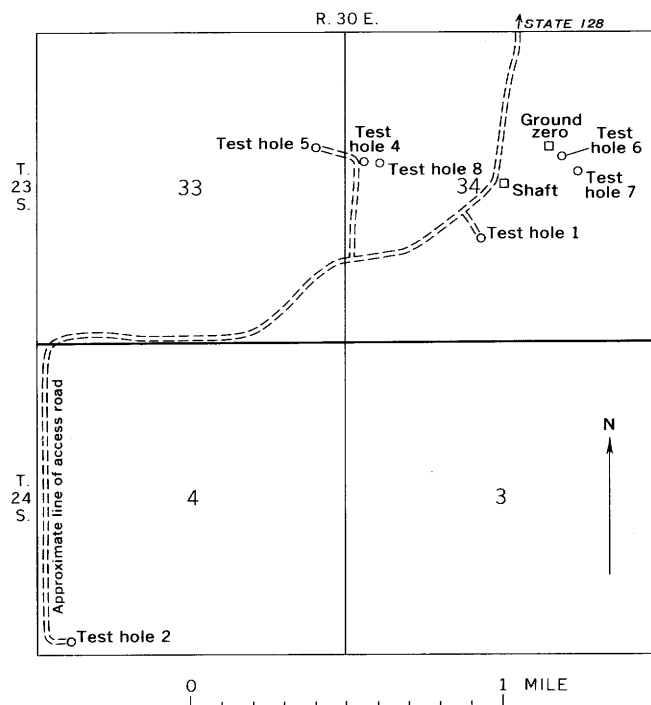 R. 30 E.
STATE 128
T.
23
S.
33
34
Test hole 5
Test
hole 4
Test hole 8
Ground
zero
Test
hole 6
Test
hole 7
Shaft
Test hole 1
T.
24
S.
4
3
N
Approximate line of access road
Test hole 2
0
1
MILE